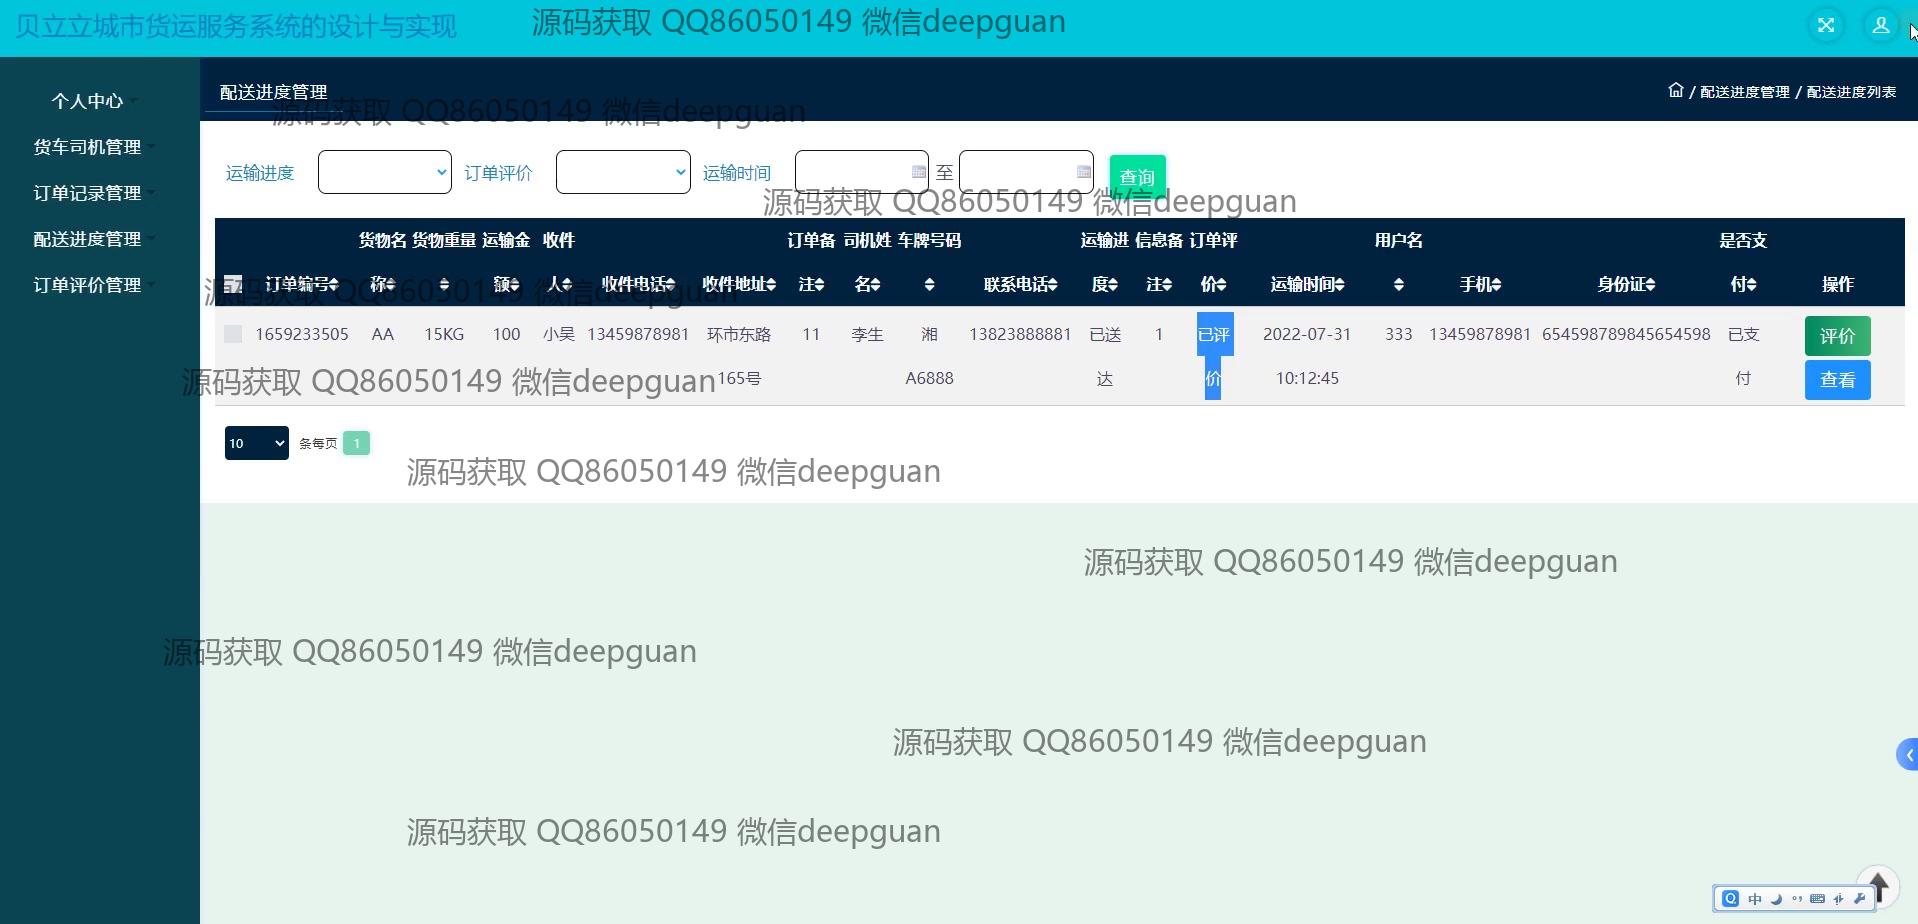 贝立立城市货运服务系统的设计与实现
源码获取 QQ86050149 微信deepguan
个人中心
货车司机管理
订单记录管理
配送进度管理
订单评价管理
配送进度管理
/ 配送进度管理 / 配送进度列表
源码获取 QQ86050149 微信deepguan
运输进度 订单评价 运输时间 至 查询
源码获取 QQ86050149 微信deepguan
订单编号 货物名称 货物重量 运输金额 收件人 收件电话 收件地址 订单备注 司机姓名 车牌号码 联系电话 运输进度 信息备注 订单评价 运输时间 用户名 手机 身份证 是否支付 操作
源码获取 QQ86050149 微信deepguan
1659233505 AA 15KG 100 小吴 13459878981 环市东路 11 李生 湘 13823888881 已送 1 已评 2022-07-31 333 13459878981 654598789845654598 已支 评价
165号 A6888 达 价 10:12:45 付 查看
源码获取 QQ86050149 微信deepguan
10 条每页 1
源码获取 QQ86050149 微信deepguan
源码获取 QQ86050149 微信deepguan
源码获取 QQ86050149 微信deepguan
源码获取 QQ86050149 微信deepguan
源码获取 QQ86050149 微信deepguan
中